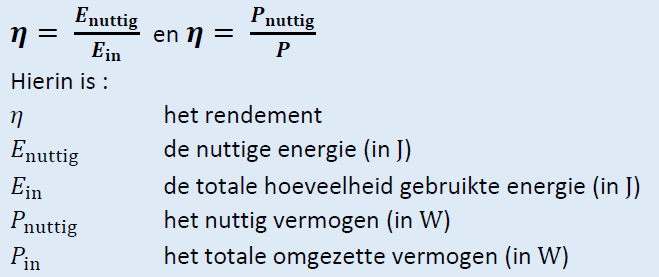 η = E_nuttig / E_in en η = P_nuttig / P
Hierin is :
η het rendement
E_nuttig de nuttige energie (in J)
E_in de totale hoeveelheid gebruikte energie (in J)
P_nuttig het nuttig vermogen (in W)
P_in het totale omgezette vermogen (in W)